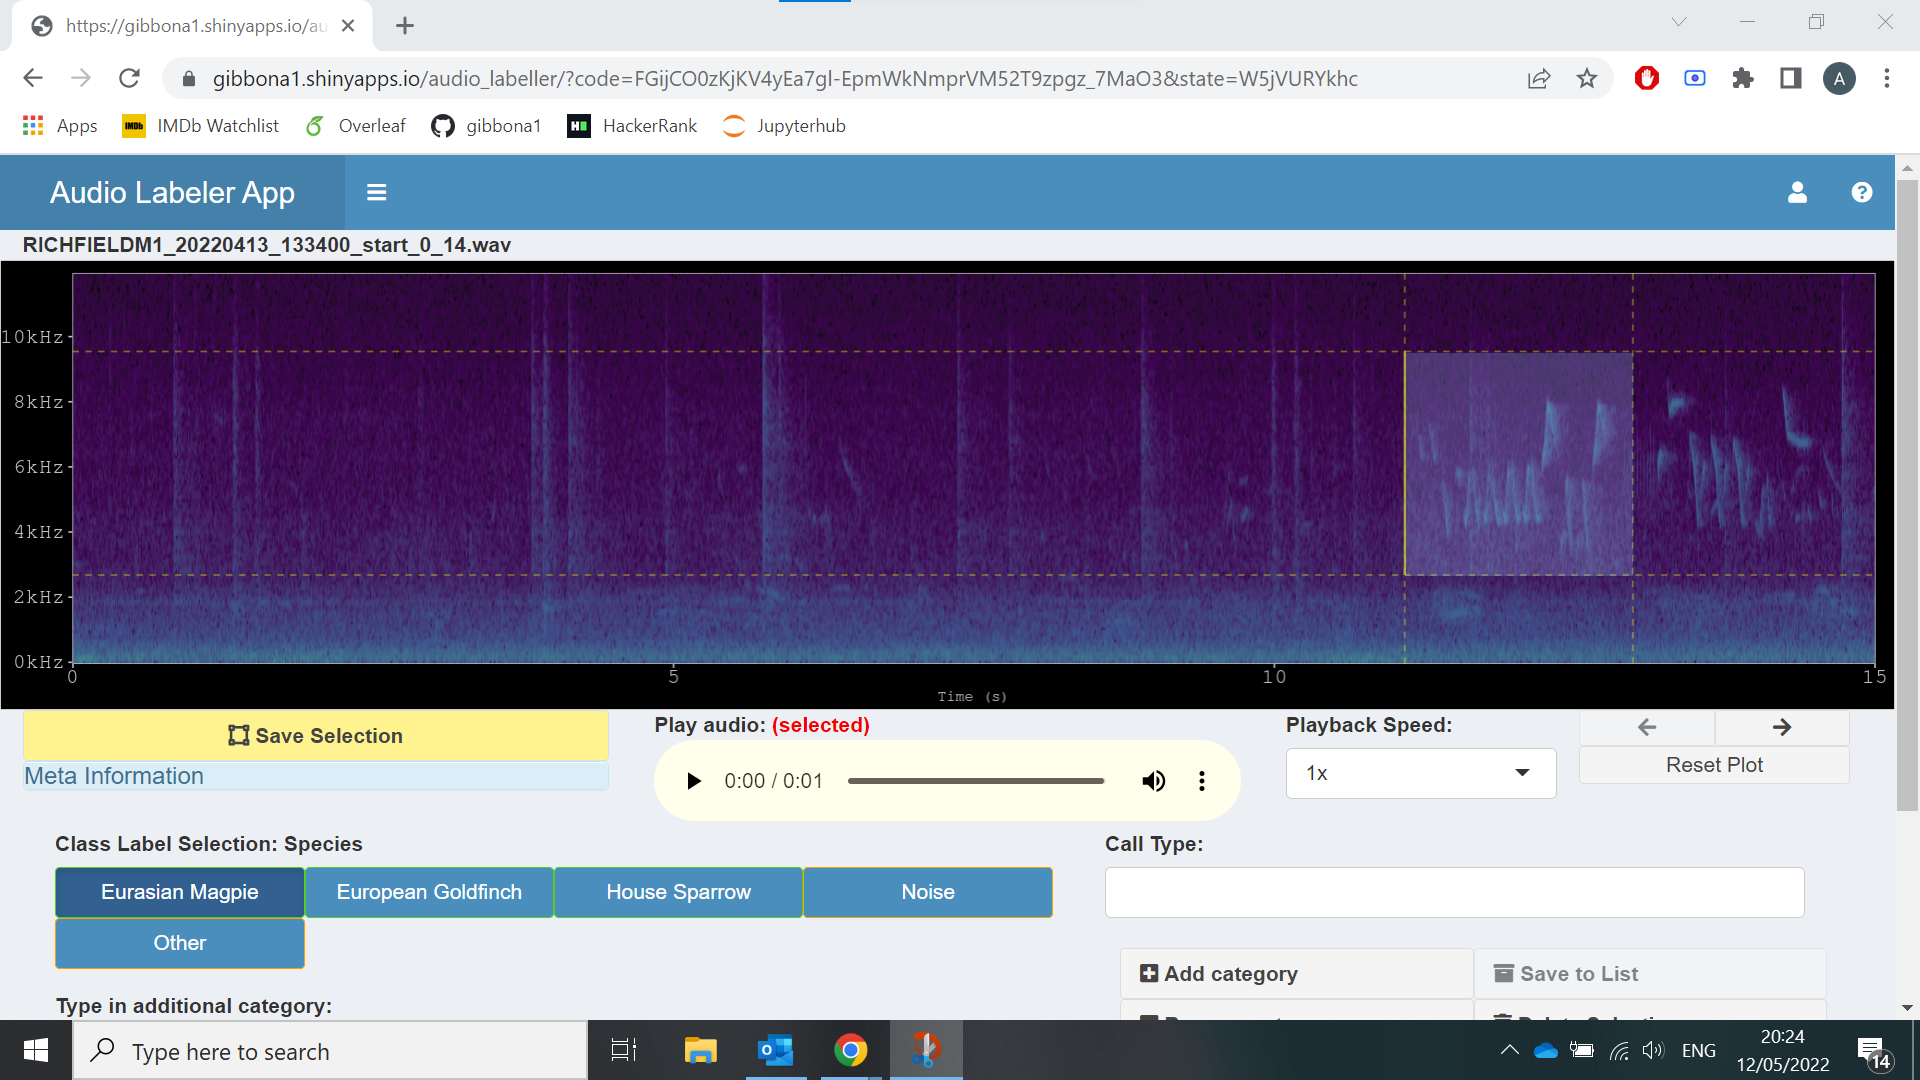 https://gibbona1.shinyapps.io/au
gibbona1.shinyapps.io/audio_labeller/?code=FGijCO0zKjKV4yEa7gI-EpmWkNmprVM52T9zpgz_7MaO3&state=W5jVURYkhc
A
Apps
IMDb IMDb Watchlist
Overleaf
gibbona1
HackerRank
Jupyterhub
Audio Labeler App
RICHFIELDM1_20220413_133400_start_0_14.wav
10kHz
8kHz
6kHz
4kHz
2kHz
0kHz
0 5 10 15
Time (s)
Save Selection
Play audio: (selected)
Playback Speed:
Meta Information
0:00 / 0:01
1x
Reset Plot
Class Label Selection: Species
Call Type:
Eurasian Magpie
European Goldfinch
House Sparrow
Noise
Other
Add category
Save to List
Type in additional category:
Type here to search
ENG
20:24
12/05/2022
14